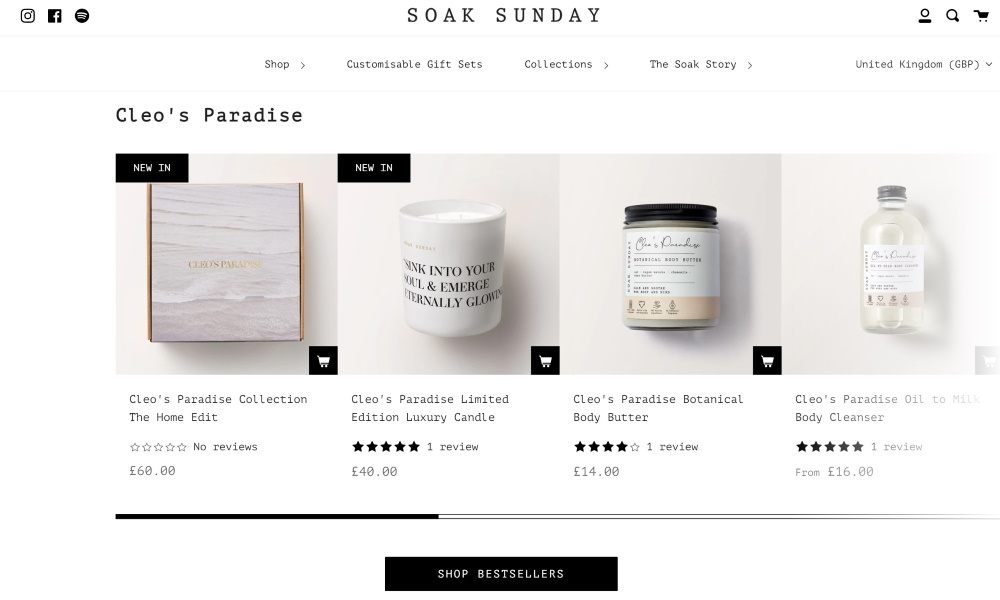 SOAK SUNDAY
Shop
Customisable Gift Sets
Collections
The Soak Story
United Kingdom (GBP)
Cleo's Paradise
NEW IN
CLEO'S PARADISE
NEW IN
SINK INTO YOUR
SOUL & EMERGE
ETERNALLY GLOWING
Cleo's Paradise
BOTANICAL BODY BUTTER
Cleo's Paradise
Cleo's Paradise Collection
The Home Edit
No reviews
£60.00
Cleo's Paradise Limited
Edition Luxury Candle
1 review
£40.00
Cleo's Paradise Botanical
Body Butter
1 review
£14.00
Cleo's Paradise Oil to Milk
Body Cleanser
1 review
From £16.00
SHOP BESTSELLERS